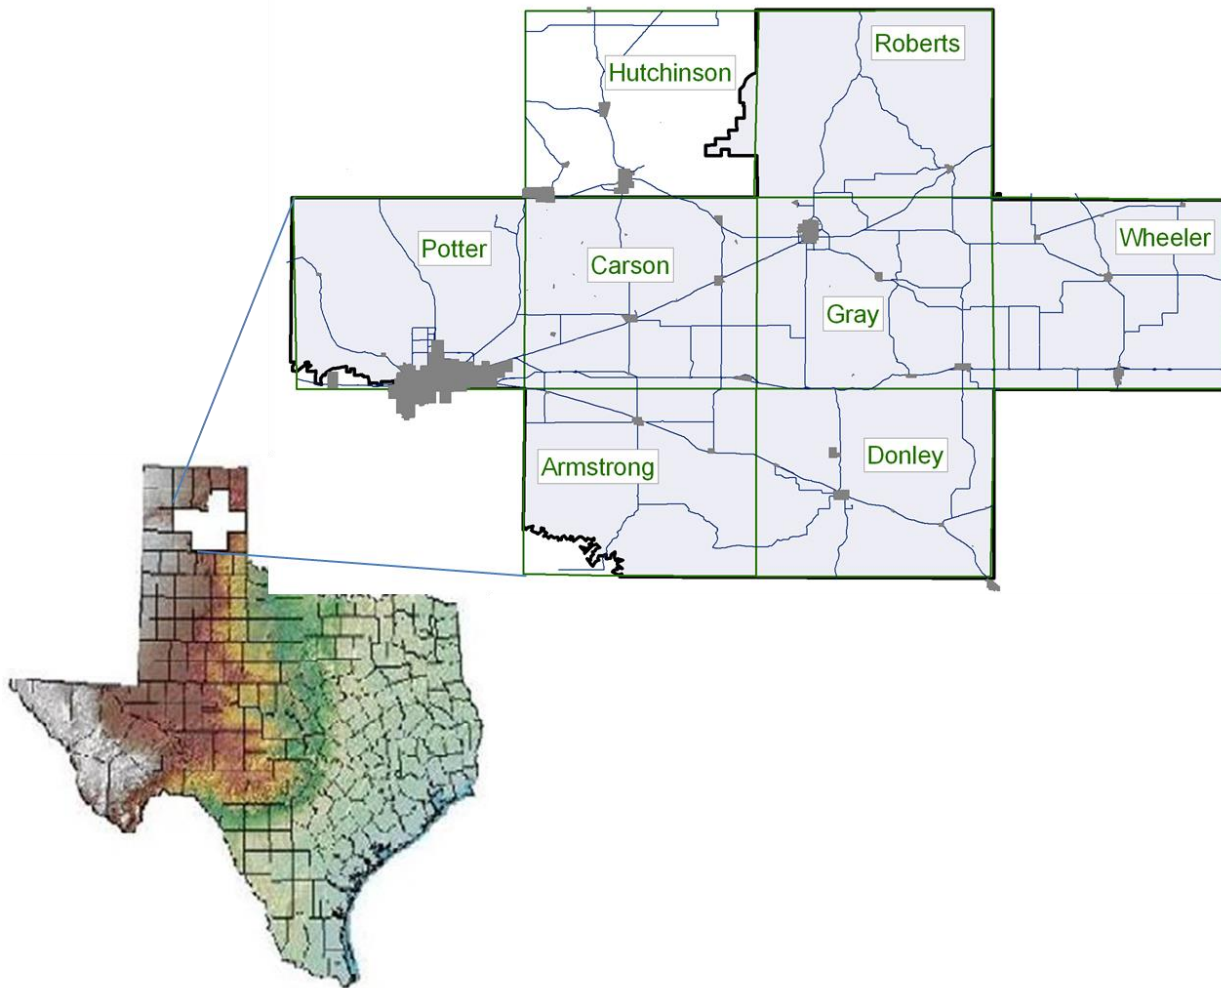 Roberts
Hutchinson
Wheeler
Potter
Carson
Gray
Donley
Armstrong